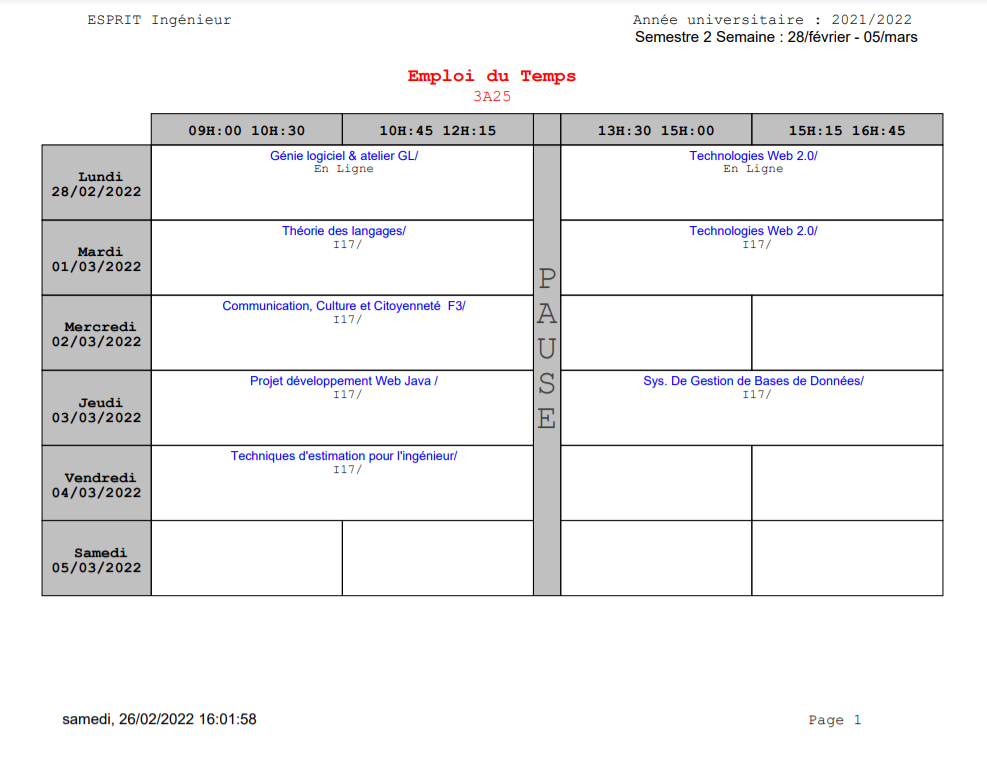 ESPRIT Ingénieur
Année universitaire : 2021/2022
Semestre 2 Semaine : 28/février - 05/mars
Emploi du Temps
3A25
09H:00 10H:30
10H:45 12H:15
13H:30 15H:00
15H:15 16H:45
Lundi
28/02/2022
Génie logiciel & atelier GL/
En Ligne
Technologies Web 2.0/
En Ligne
Mardi
01/03/2022
Théorie des langages/
I17/
Technologies Web 2.0/
I17/
Mercredi
02/03/2022
Communication, Culture et Citoyenneté F3/
I17/
Jeudi
03/03/2022
Projet développement Web Java /
I17/
Sys. De Gestion de Bases de Données/
I17/
Vendredi
04/03/2022
Techniques d'estimation pour l'ingénieur/
I17/
Samedi
05/03/2022
PAUSE
samedi, 26/02/2022 16:01:58
Page 1